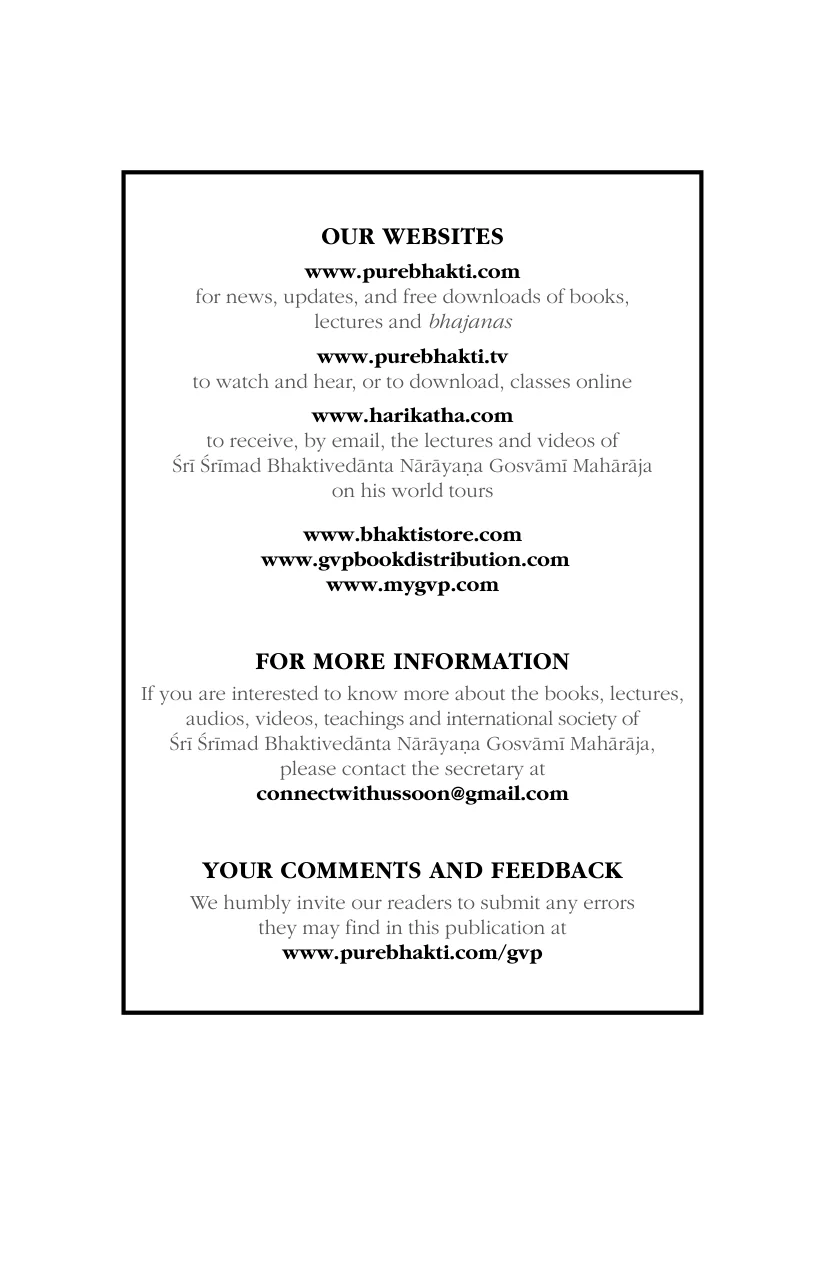 OUR WEBSITES
www.purebhakti.com
for news, updates, and free downloads of books,
lectures and bhajanas
www.purebhakti.tv
to watch and hear, or to download, classes online
www.harikatha.com
to receive, by email, the lectures and videos of
Śrī Śrīmad Bhaktivedānta Nārāyaṇa Gosvāmī Mahārāja
on his world tours
www.bhaktistore.com
www.gvpbookdistribution.com
www.mygvp.com
FOR MORE INFORMATION
If you are interested to know more about the books, lectures,
audios, videos, teachings and international society of
Śrī Śrīmad Bhaktivedānta Nārāyaṇa Gosvāmī Mahārāja,
please contact the secretary at
connectwithussoon@gmail.com
YOUR COMMENTS AND FEEDBACK
We humbly invite our readers to submit any errors
they may find in this publication at
www.purebhakti.com/gvp